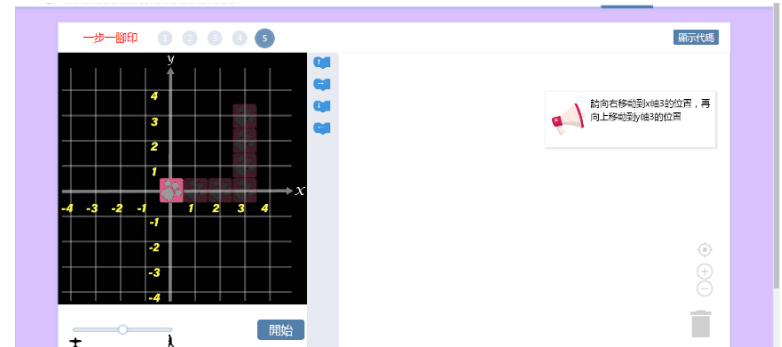 一步一腳印 1 2 3 4 5
顯示代碼
y
4
3
2
1
x
-4 -3 -2 -1 1 2 3 4
-1
-2
-3
-4
請向右移動到x軸3的位置，再
向上移動到y軸3的位置
開始